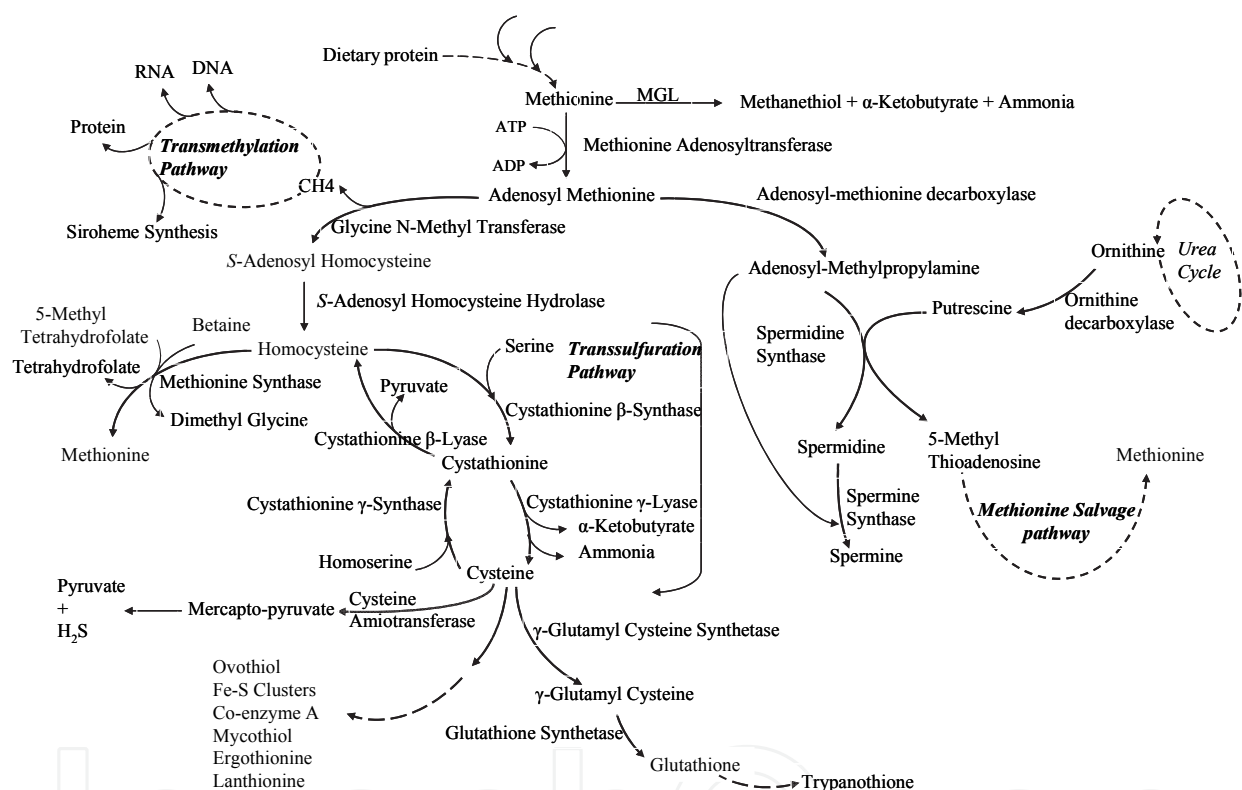 Dietary protein
RNA
DNA
Methionine
MGL
Methanethiol + α-Ketobutyrate + Ammonia
Protein
Transmethylation
Pathway
ATP
ADP
Methionine Adenosyltransferase
CH4
Adenosyl Methionine
Adenosyl-methionine decarboxylase
Siroheme Synthesis
Glycine N-Methyl Transferase
S-Adenosyl Homocysteine
Adenosyl-Methylpropylamine
Ornithine
Urea
Cycle
S-Adenosyl Homocysteine Hydrolase
Putrescine
Ornithine
decarboxylase
5-Methyl
Tetrahydrofolate
Betaine
Tetrahydrofolate
Homocysteine
Serine
Transsulfuration
Pathway
Spermidine
Synthase
Methionine Synthase
Dimethyl Glycine
Pyruvate
Cystathionine β-Synthase
Methionine
Cystathionine β-Lyase
Cystathionine
Spermidine
5-Methyl
Thioadenosine
Methionine
Cystathionine γ-Synthase
Cystathionine γ-Lyase
α-Ketobutyrate
Ammonia
Spermine
Synthase
Methionine Salvage
pathway
Spermine
Homoserine
Cysteine
Pyruvate
+
H₂S
Mercapto-pyruvate
Cysteine
Amiotransferase
γ-Glutamyl Cysteine Synthetase
Ovothiol
Fe-S Clusters
Co-enzyme A
Mycothiol
Ergothionine
Lanthionine
γ-Glutamyl Cysteine
Glutathione Synthetase
Glutathione
Trypanothione